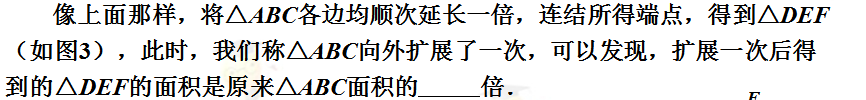 像上面那样，将△ABC各边均顺次延长一倍，连结所得端点，得到△DEF
（如图3），此时，我们称△ABC向外扩展了一次，可以发现，扩展一次后得
到的△DEF的面积是原来△ABC面积的_____倍．
F